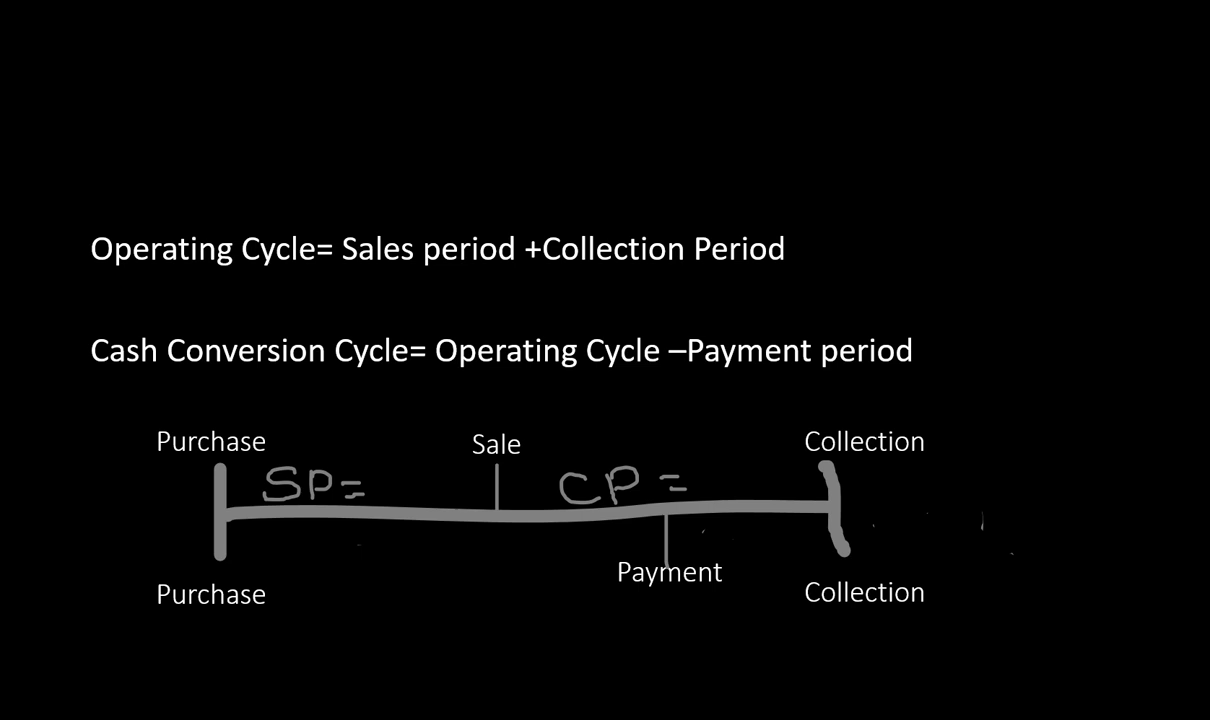 Operating Cycle= Sales period +Collection Period
Cash Conversion Cycle= Operating Cycle –Payment period
Purchase Sale Collection
SP= CP =
Payment
Purchase Collection